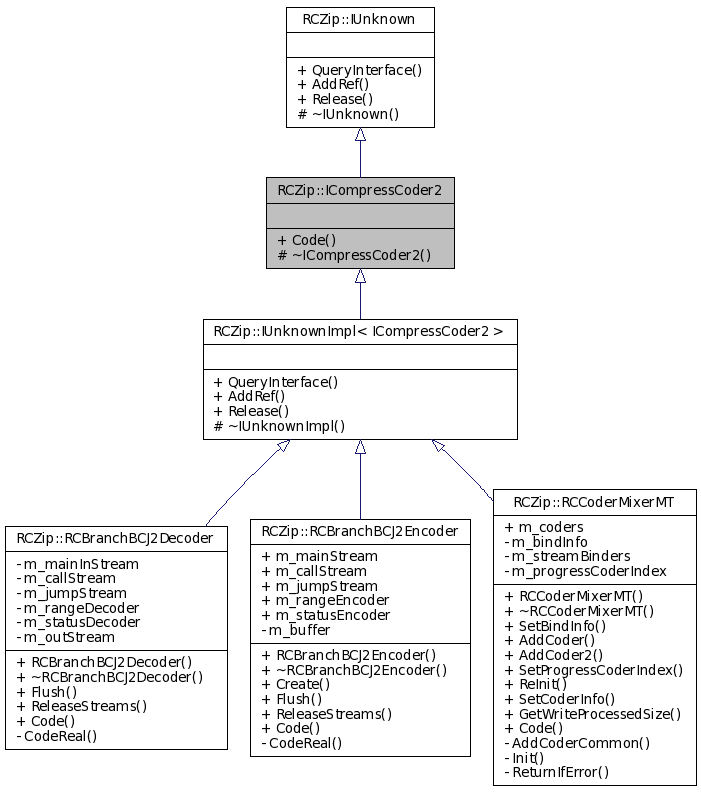 RCZip::IUnknown
+ QueryInterface()
+ AddRef()
+ Release()
# ~IUnknown()
RCZip::ICompressCoder2
+ Code()
# ~ICompressCoder2()
RCZip::IUnknownImpl< ICompressCoder2 >
+ QueryInterface()
+ AddRef()
+ Release()
# ~IUnknownImpl()
RCZip::RCBranchBCJ2Decoder
- m_mainInStream
- m_callStream
- m_jumpStream
- m_rangeDecoder
- m_statusDecoder
- m_outStream
+ RCBranchBCJ2Decoder()
+ ~RCBranchBCJ2Decoder()
+ Flush()
+ ReleaseStreams()
+ Code()
- CodeReal()
RCZip::RCBranchBCJ2Encoder
+ m_mainStream
+ m_callStream
+ m_jumpStream
+ m_rangeEncoder
+ m_statusEncoder
- m_buffer
+ RCBranchBCJ2Encoder()
+ ~RCBranchBCJ2Encoder()
+ Create()
+ Flush()
+ ReleaseStreams()
+ Code()
- CodeReal()
RCZip::RCCoderMixerMT
+ m_coders
- m_bindInfo
- m_streamBinders
- m_progressCoderIndex
+ RCCoderMixerMT()
+ ~RCCoderMixerMT()
+ SetBindInfo()
+ AddCoder()
+ AddCoder2()
+ SetProgressCoderIndex()
+ ReInit()
+ SetCoderInfo()
+ GetWriteProcessedSize()
+ Code()
- AddCoderCommon()
- Init()
- ReturnIfError()